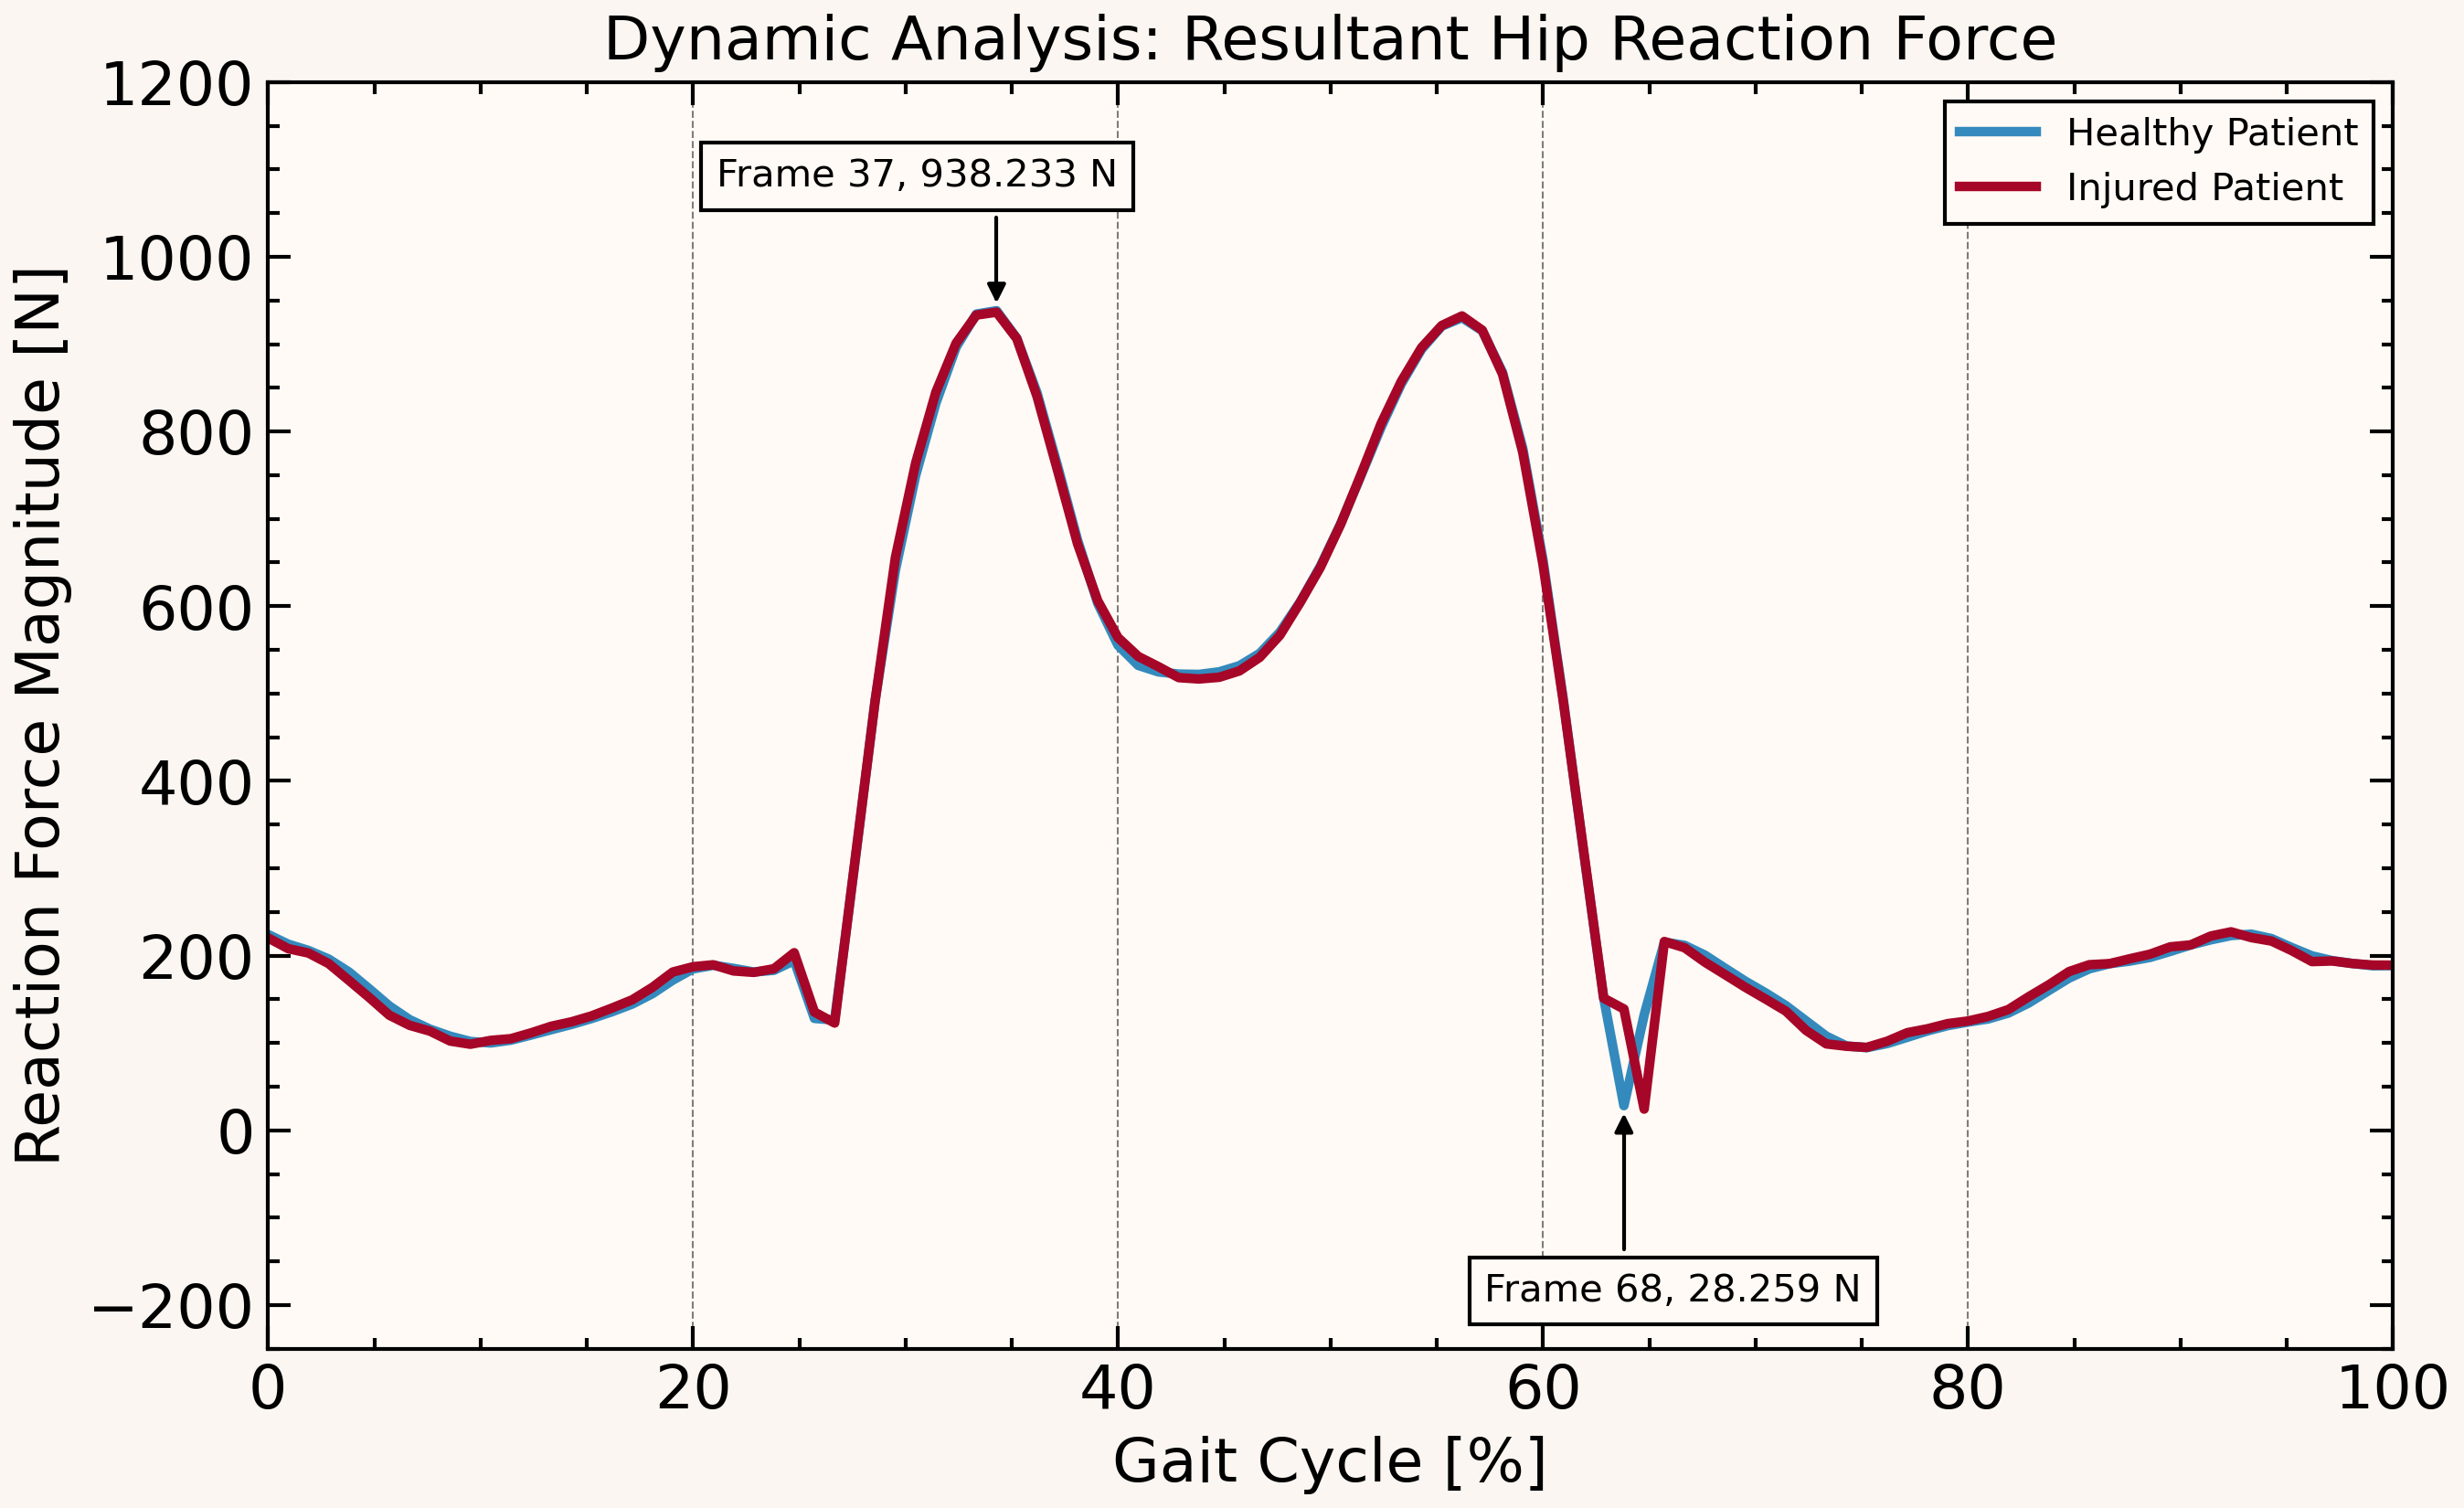 Dynamic Analysis: Resultant Hip Reaction Force
1200
1000
800
600
400
200
0
−200
Reaction Force Magnitude [N]
Frame 37, 938.233 N
Healthy Patient
Injured Patient
Frame 68, 28.259 N
0 20 40 60 80 100
Gait Cycle [%]